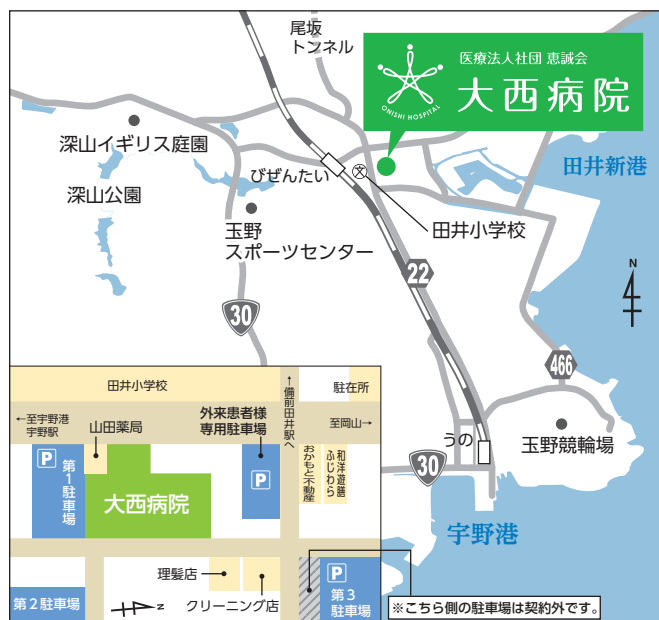 尾坂
トンネル
医療法人社団 恵誠会
大西病院
ONISHI HOSPITAL
深山イギリス庭園
びぜんたい
文
田井新港
深山公園
玉野
スポーツセンター
田井小学校
22
N
30
466
うの
玉野競輪場
30
宇野港
田井小学校
←備前田井駅へ
駐在所
←至宇野港
宇野駅
山田薬局
外来患者様
専用駐車場
至岡山→
P
第1駐車場
大西病院
P
おかもと不動産
和洋遊膳
ふじわら
理髪店
クリーニング店
P
第3
駐車場
第2駐車場
N
※こちら側の駐車場は契約外です。